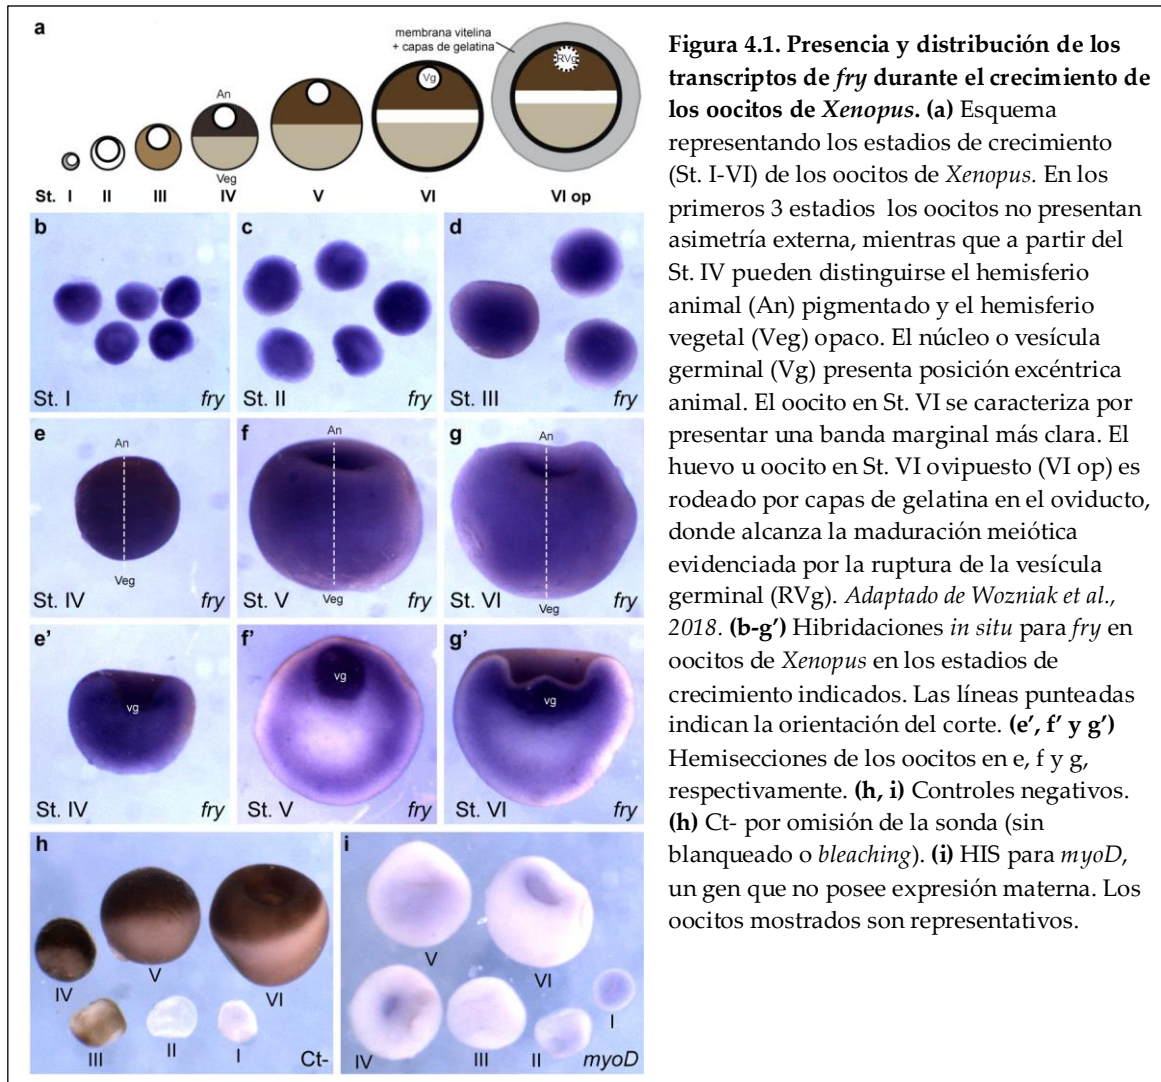 a
membrana vitelina
+ capas de gelatina
An
Vg
RVg
Veg
St. I II III IV V VI VI op
b
St. I fry
c
St. II fry
d
St. III fry
e
An
Veg
St. IV fry
f
An
Veg
St. V fry
g
An
Veg
St. VI fry
e’
vg
St. IV fry
f’
vg
St. V fry
g’
vg
St. VI fry
h
IV
V
VI
III
II
I
Ct-
i
V
VI
I
IV
III
II
myoD
Figura 4.1. Presencia y distribución de los
transcriptos de fry durante el crecimiento de
los oocitos de Xenopus. (a) Esquema
representando los estadios de crecimiento
(St. I-VI) de los oocitos de Xenopus. En los
primeros 3 estadios los oocitos no presentan
asimetría externa, mientras que a partir del
St. IV pueden distinguirse el hemisferio
animal (An) pigmentado y el hemisferio
vegetal (Veg) opaco. El núcleo o vesícula
germinal (Vg) presenta posición excéntrica
animal. El oocito en St. VI se caracteriza por
presentar una banda marginal más clara. El
huevo u oocito en St. VI ovipuesto (VI op) es
rodeado por capas de gelatina en el oviducto,
donde alcanza la maduración meiótica
evidenciada por la ruptura de la vesícula
germinal (RVg). Adaptado de Wozniak et al.,
2018. (b-g’) Hibridaciones in situ para fry en
oocitos de Xenopus en los estadios de
crecimiento indicados. Las líneas punteadas
indican la orientación del corte. (e’, f’ y g’)
Hemisecciones de los oocitos en e, f y g,
respectivamente. (h, i) Controles negativos.
(h) Ct- por omisión de la sonda (sin
blanqueado o bleaching). (i) HIS para myoD,
un gen que no posee expresión materna. Los
oocitos mostrados son representativos.